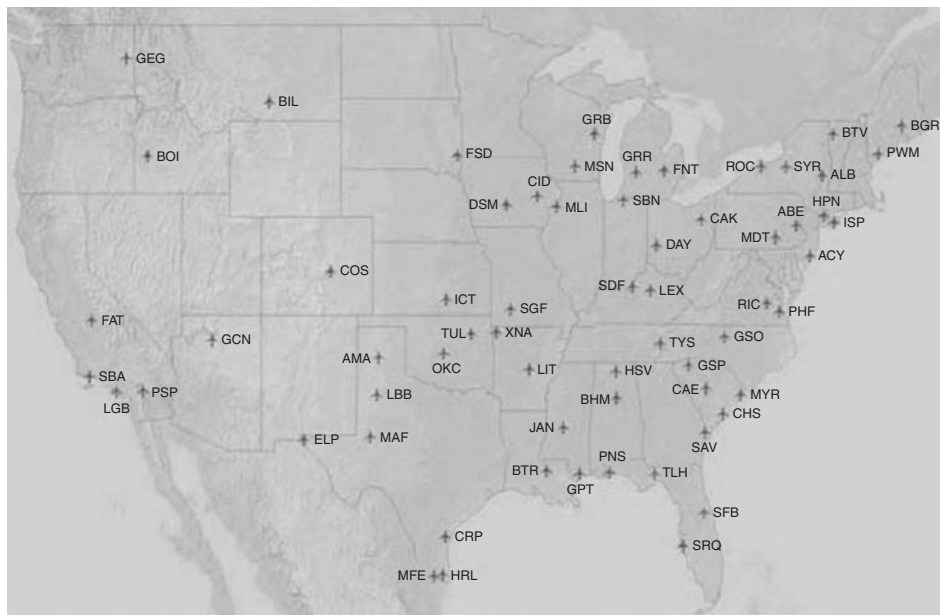 GEG
BIL
GRB
BTV
BGR
BOI
FSD
MSN
GRR
FNT
ROC
SYR
PWM
ALB
CID
DSM
MLI
SBN
CAK
ABE
HPN
ISP
MDT
DAY
ACY
COS
SDF
LEX
ICT
SGF
RIC
PHF
FAT
GCN
TUL
XNA
TYS
GSO
AMA
OKC
LIT
HSV
GSP
SBA
LGB
PSP
LBB
BHM
CAE
MYR
CHS
ELP
MAF
JAN
SAV
BTR
GPT
PNS
TLH
SFB
CRP
SRQ
MFE
HRL